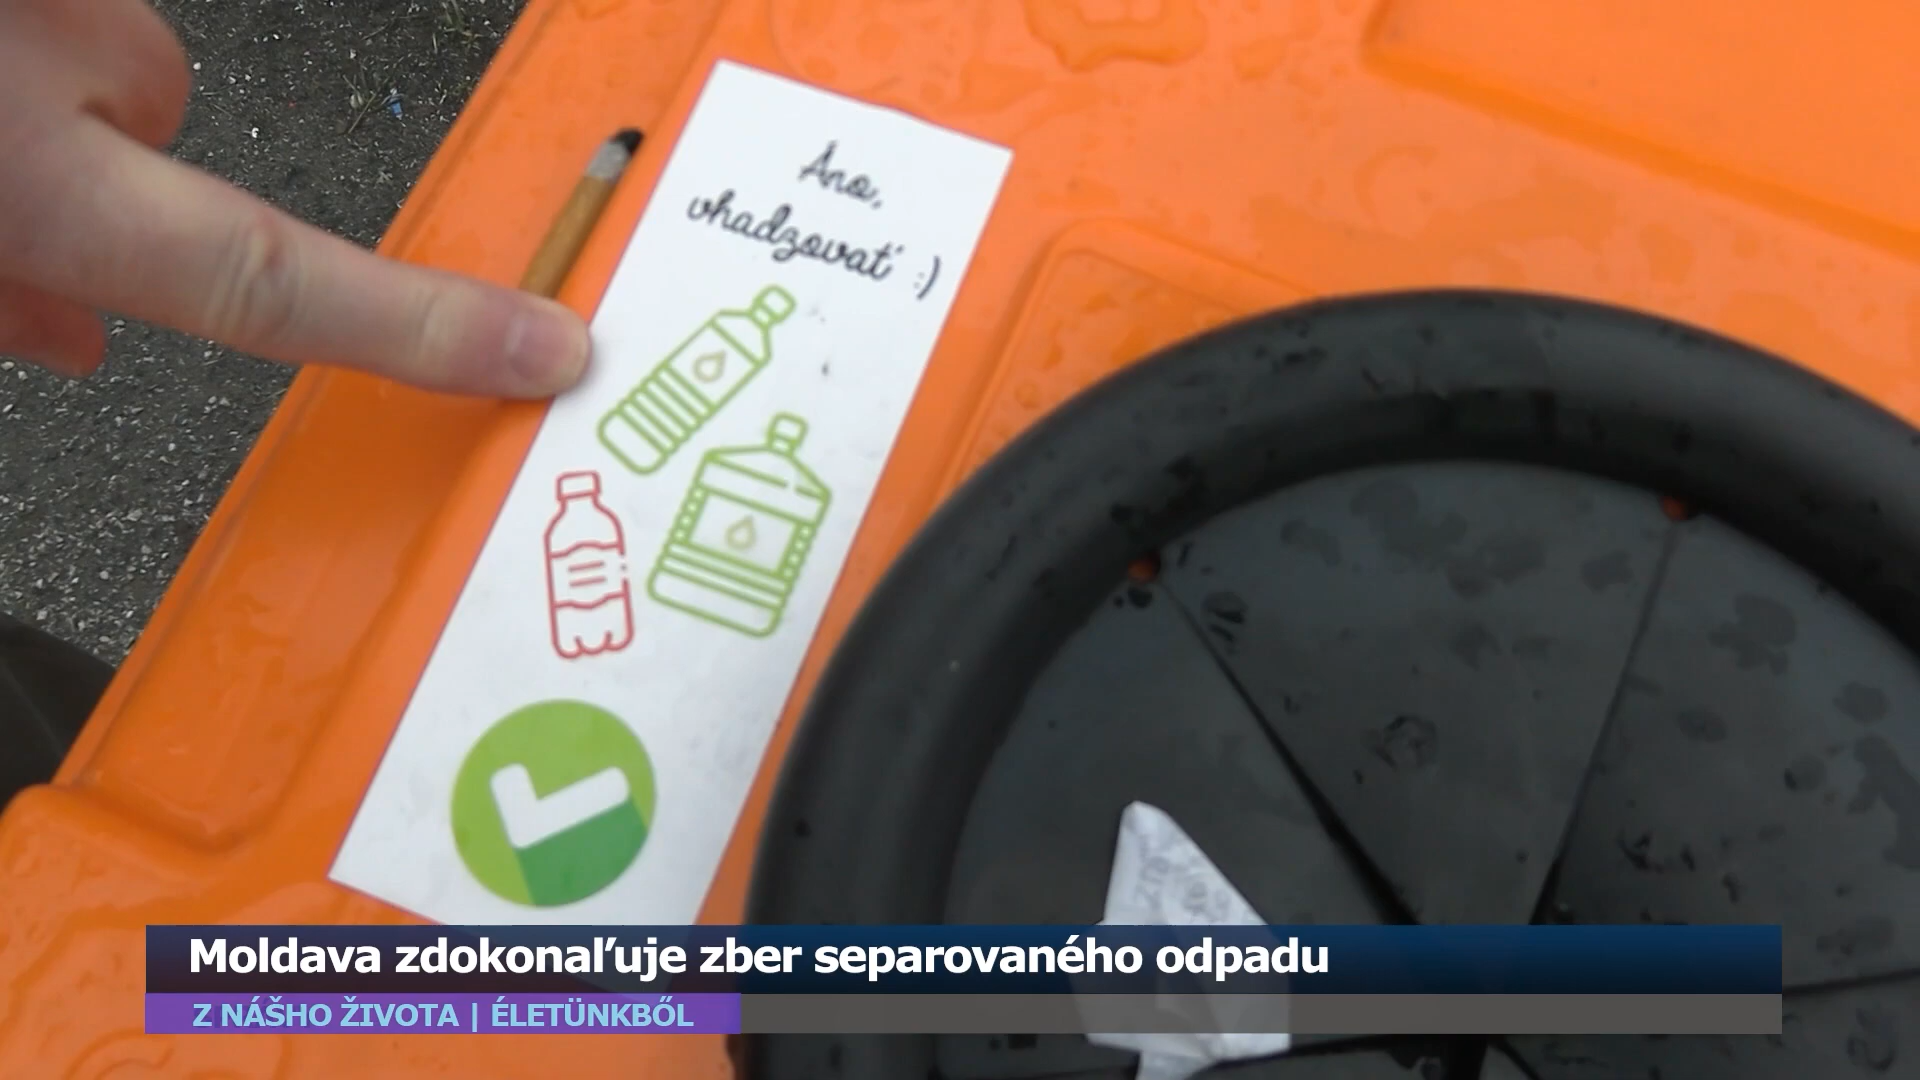 Áno,
vhadzovať :)
Moldava zdokonaľuje zber separovaného odpadu
Z NÁŠHO ŽIVOTA | ÉLETÜNKBŐL